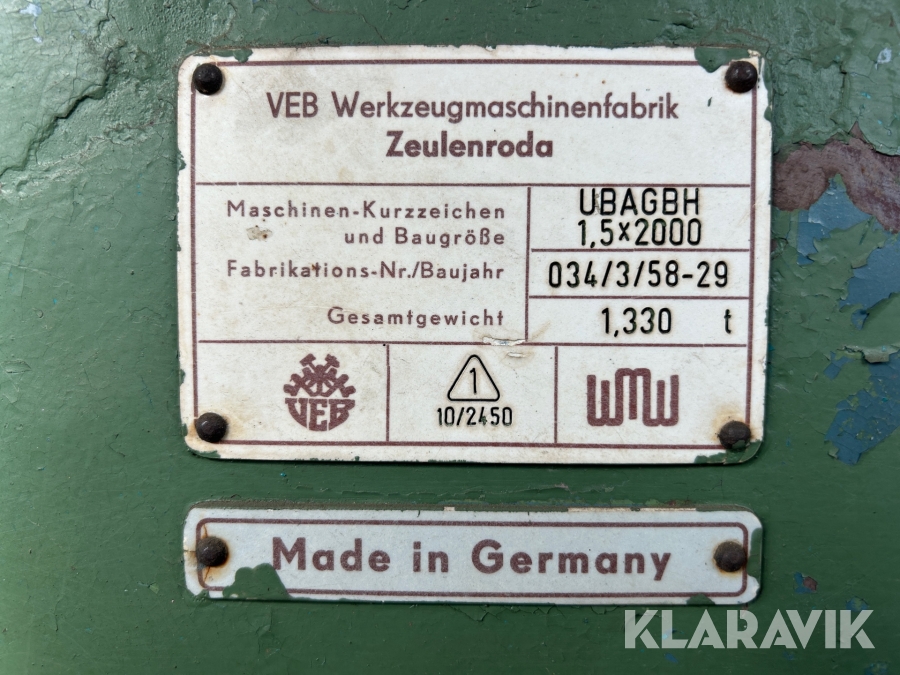 VEB Werkzeugmaschinenfabrik
Zeulenroda
Maschinen-Kurzzeichen
und Baugröße
UBAGBH
1,5×2000
Fabrikations-Nr./Baujahr
034/3/58-29
Gesamtgewicht
1,330 t
VEB
1
10/2450
WMW
Made in Germany
KLARAVIK